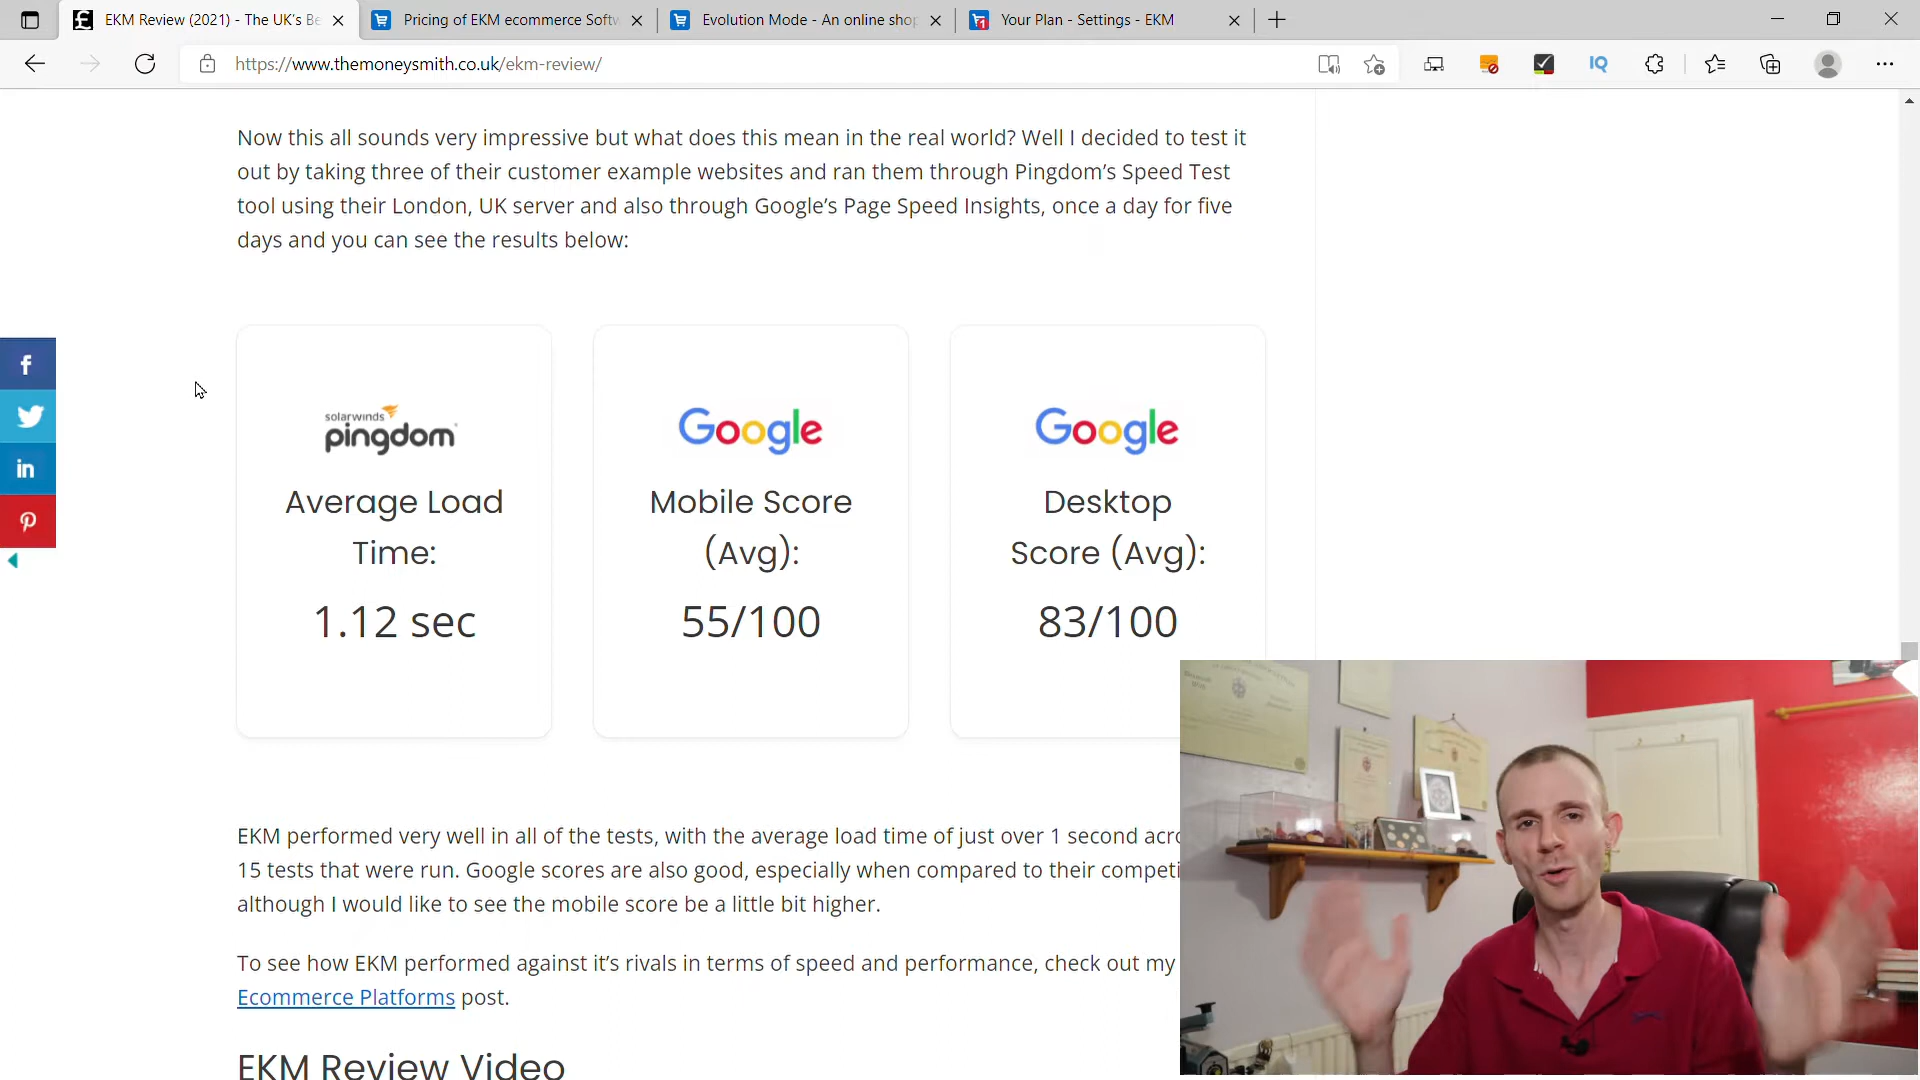 EKM Review (2021) - The UK's Be
Pricing of EKM ecommerce Softw
Evolution Mode - An online shop
Your Plan - Settings - EKM
https://www.themoneysmith.co.uk/ekm-review/
IQ
Now this all sounds very impressive but what does this mean in the real world? Well I decided to test it
out by taking three of their customer example websites and ran them through Pingdom's Speed Test
tool using their London, UK server and also through Google's Page Speed Insights, once a day for five
days and you can see the results below:
solarwinds
pingdom
Average Load
Time:
1.12 sec
Google
Mobile Score
(Avg):
55/100
Google
Desktop
Score (Avg):
83/100
EKM performed very well in all of the tests, with the average load time of just over 1 second acro
15 tests that were run. Google scores are also good, especially when compared to their competi
although I would like to see the mobile score be a little bit higher.
To see how EKM performed against it's rivals in terms of speed and performance, check out my
Ecommerce Platforms post.
EKM Review Video